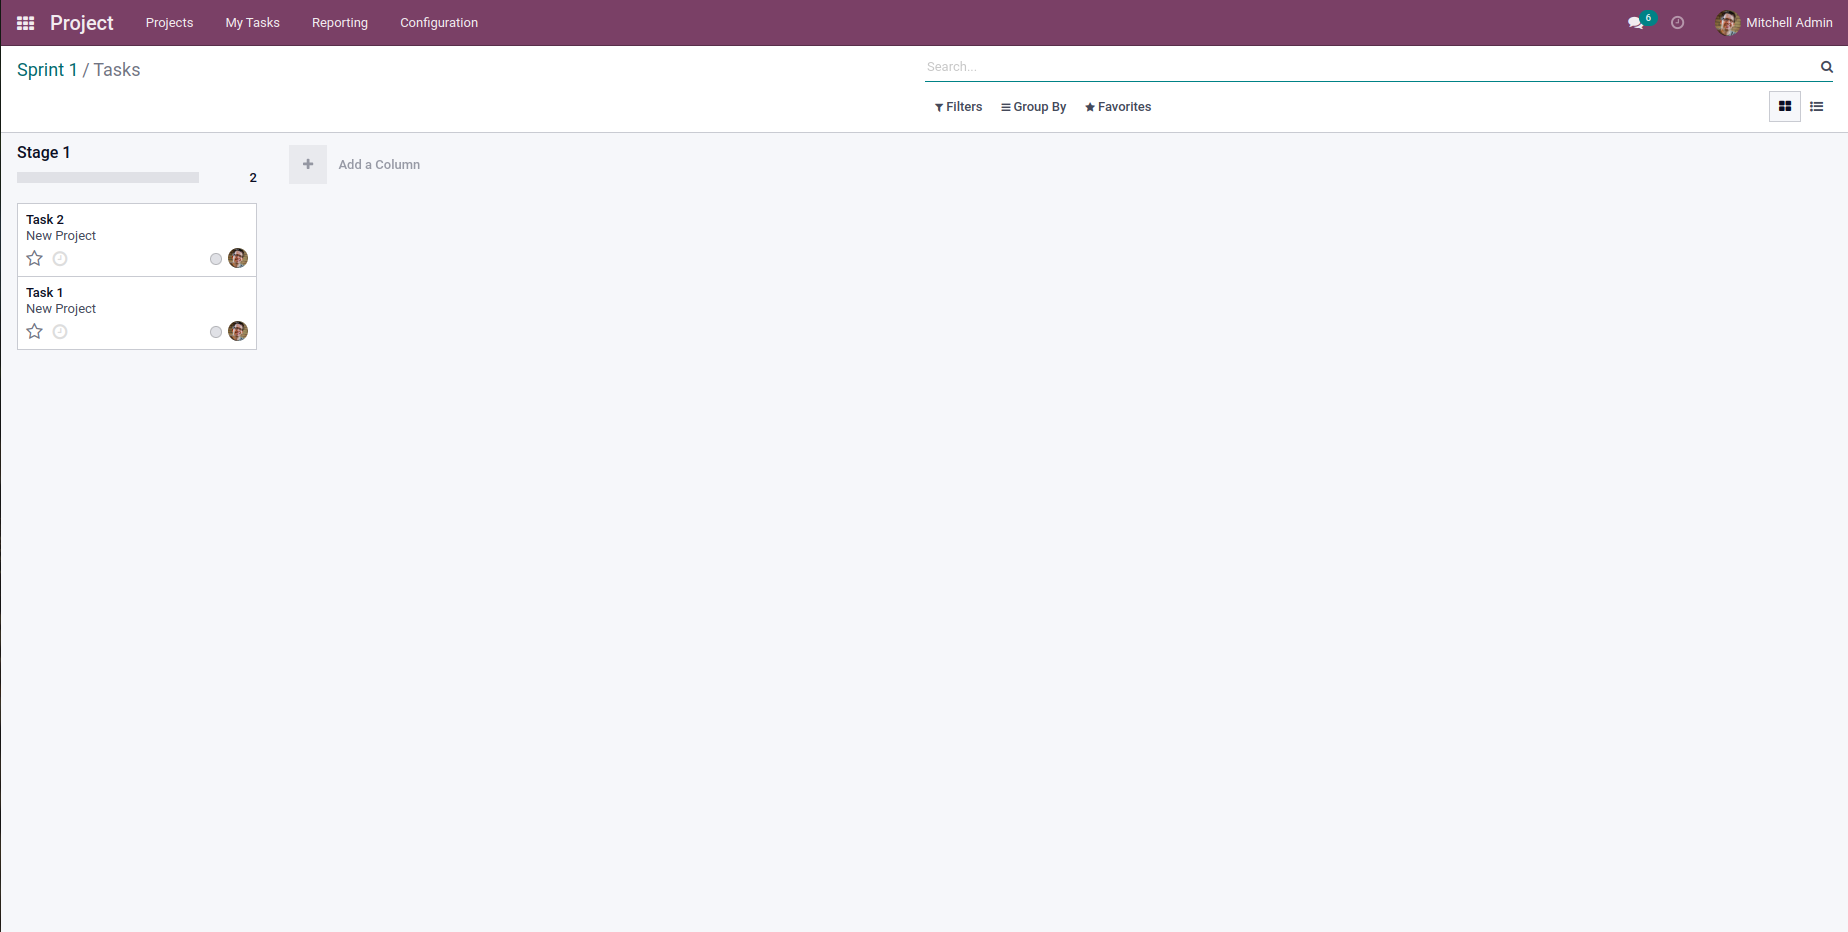 Project Projects My Tasks Reporting Configuration 6 Mitchell Admin
Sprint 1 / Tasks
Search...
Filters Group By Favorites
Stage 1
2
Add a Column
Task 2
New Project
Task 1
New Project